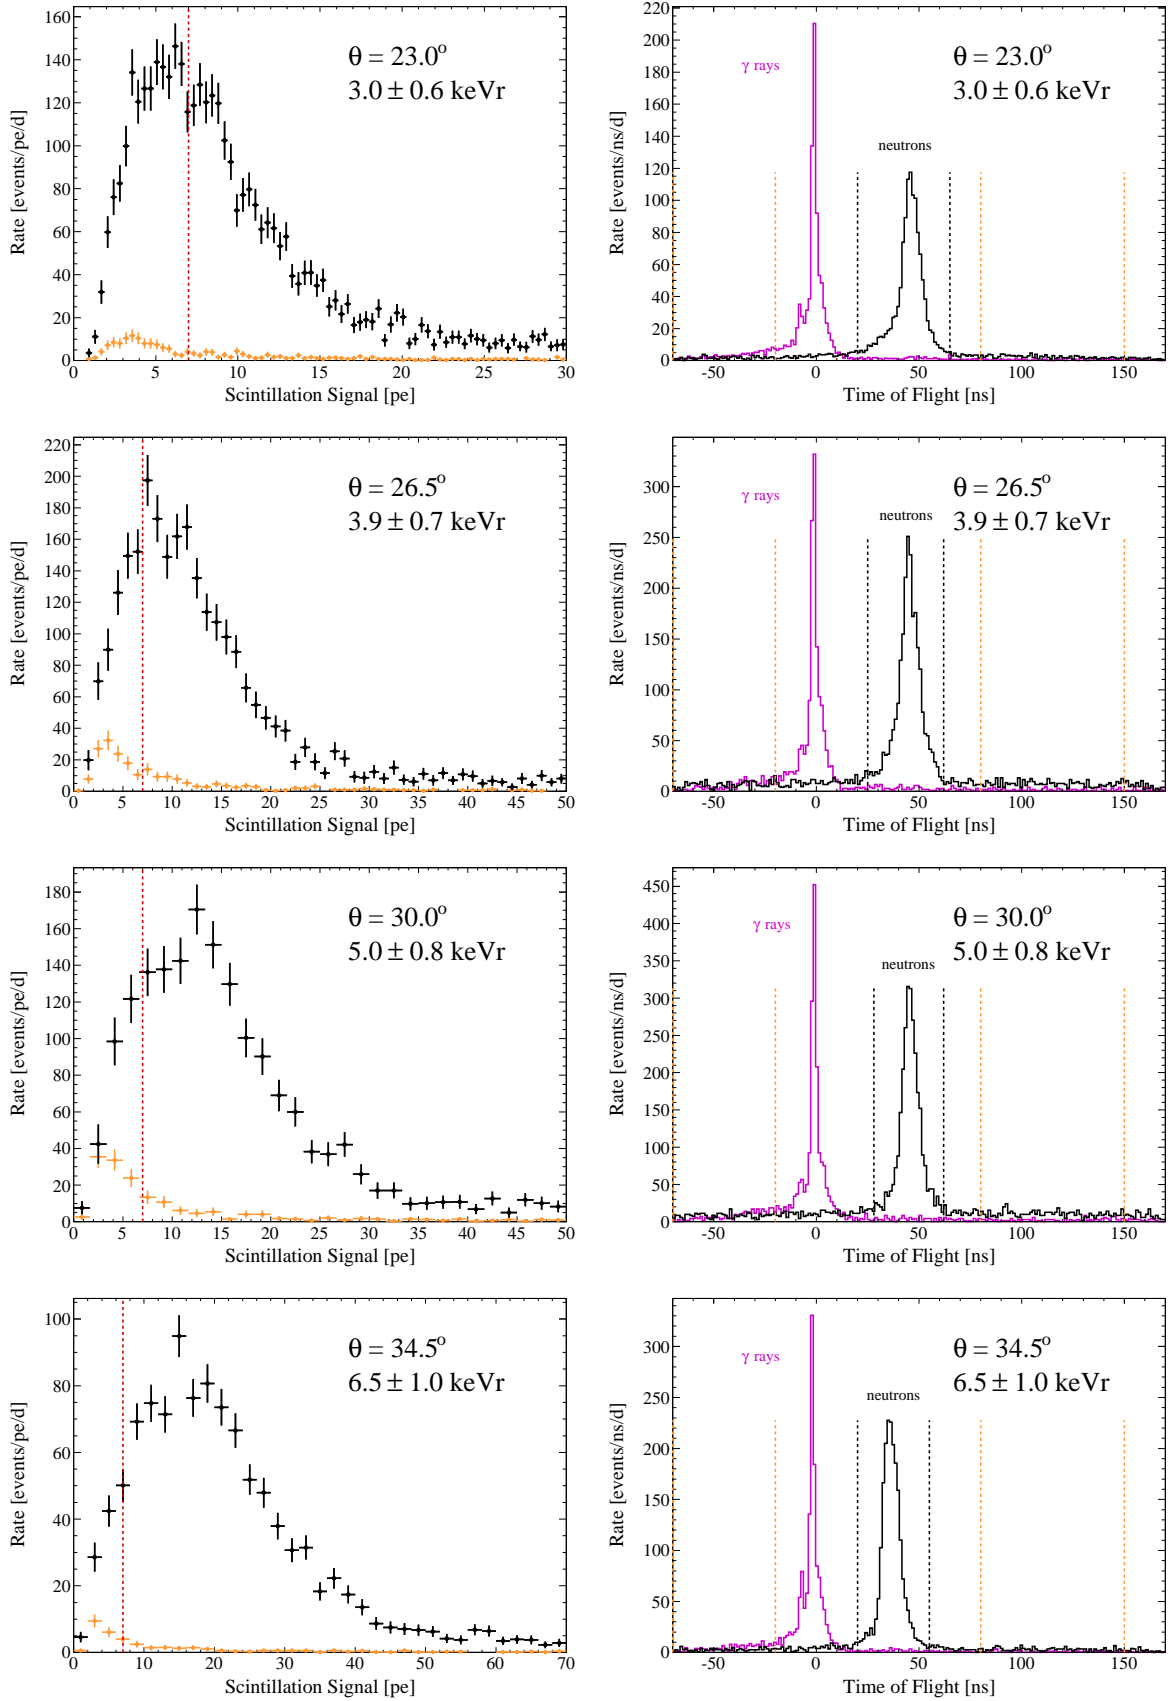 160
140
120
100
80
60
40
20
0
Rate [events/pe/d]
θ = 23.0º
3.0 ± 0.6 keVr
0 5 10 15 20 25 30
Scintillation Signal [pe]
220
200
180
160
140
120
100
80
60
40
20
0
Rate [events/ns/d]
γ rays
neutrons
θ = 23.0º
3.0 ± 0.6 keVr
-50 0 50 100 150
Time of Flight [ns]
220
200
180
160
140
120
100
80
60
40
20
0
Rate [events/pe/d]
θ = 26.5º
3.9 ± 0.7 keVr
0 5 10 15 20 25 30 35 40 45 50
Scintillation Signal [pe]
300
250
200
150
100
50
0
Rate [events/ns/d]
γ rays
neutrons
θ = 26.5º
3.9 ± 0.7 keVr
-50 0 50 100 150
Time of Flight [ns]
180
160
140
120
100
80
60
40
20
0
Rate [events/pe/d]
θ = 30.0º
5.0 ± 0.8 keVr
0 5 10 15 20 25 30 35 40 45 50
Scintillation Signal [pe]
450
400
350
300
250
200
150
100
50
0
Rate [events/ns/d]
γ rays
neutrons
θ = 30.0º
5.0 ± 0.8 keVr
-50 0 50 100 150
Time of Flight [ns]
100
80
60
40
20
0
Rate [events/pe/d]
θ = 34.5º
6.5 ± 1.0 keVr
0 10 20 30 40 50 60 70
Scintillation Signal [pe]
300
250
200
150
100
50
0
Rate [events/ns/d]
γ rays
neutrons
θ = 34.5º
6.5 ± 1.0 keVr
-50 0 50 100 150
Time of Flight [ns]